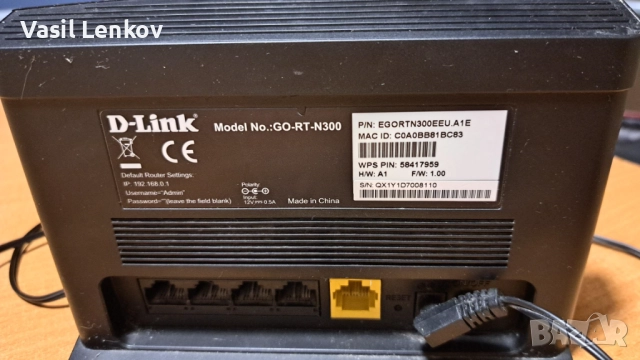 Vasil Lenkov
D-Link
Model No.:GO-RT-N300
CE
Default Router Settings:
IP: 192.168.0.1
Username="Admin"
Password=""(leave the field blank)
Polarity:
Input:
12V⎓0.5A
Made in China
P/N: EGORTN300EEU.A1E
MAC ID: C0A0BB81BC83
WPS PIN: 58417959
H/W: A1 F/W: 1.00
S/N: QX1Y1D7008110
RESET
BAZAR